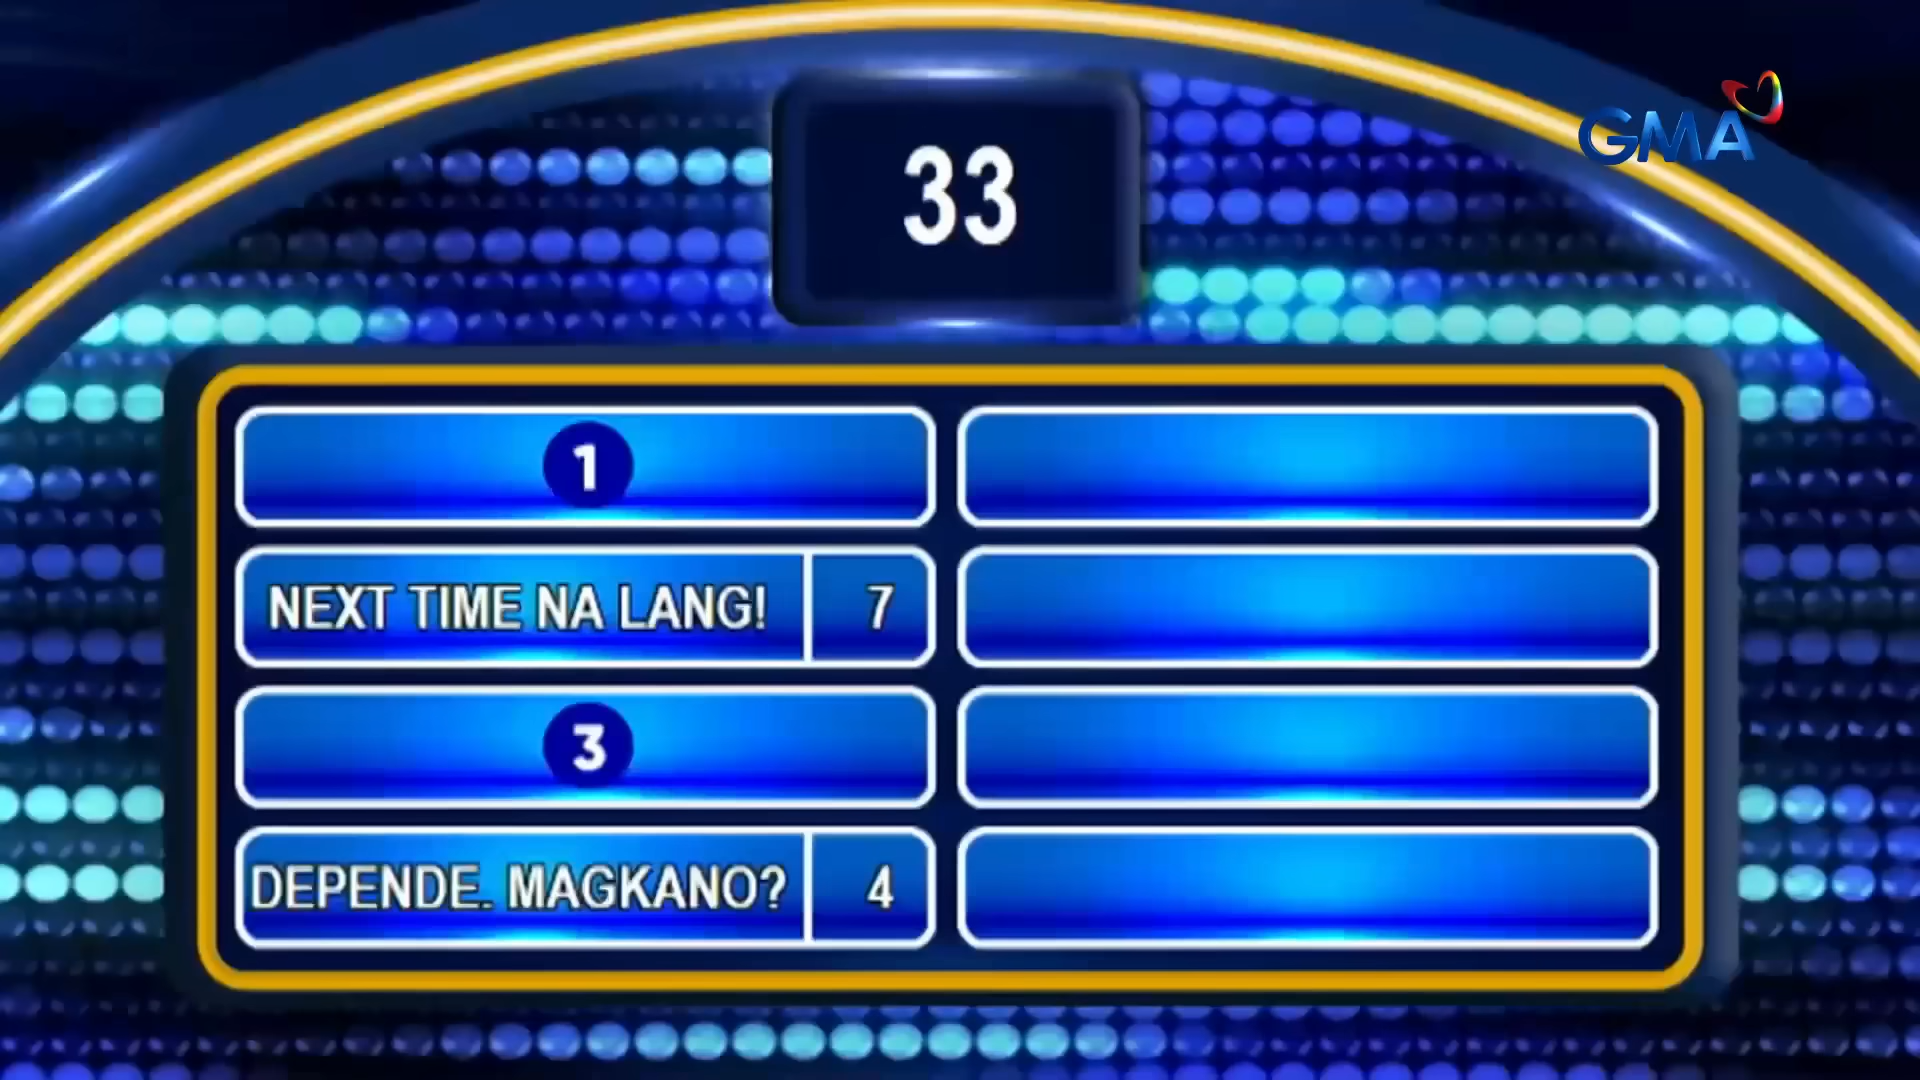 33
GMA
1
NEXT TIME NA LANG! 7
3
DEPENDE. MAGKANO? 4